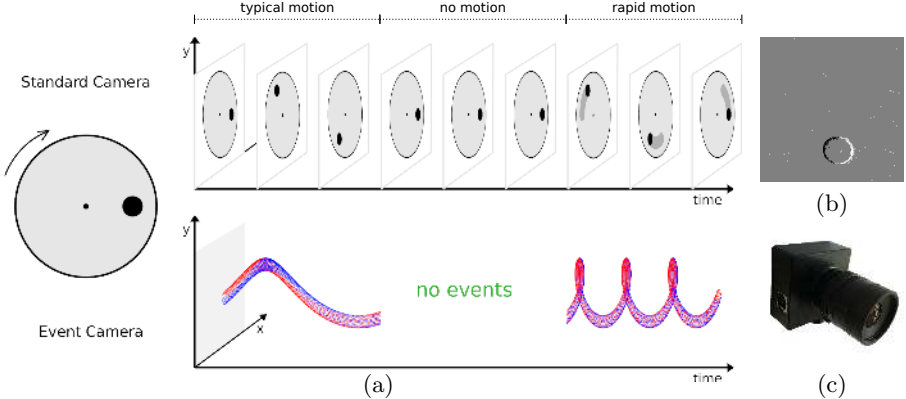 typical motion
no motion
rapid motion
y
Standard Camera
time
(b)
y
no events
Event Camera
x
time
(a)
(c)